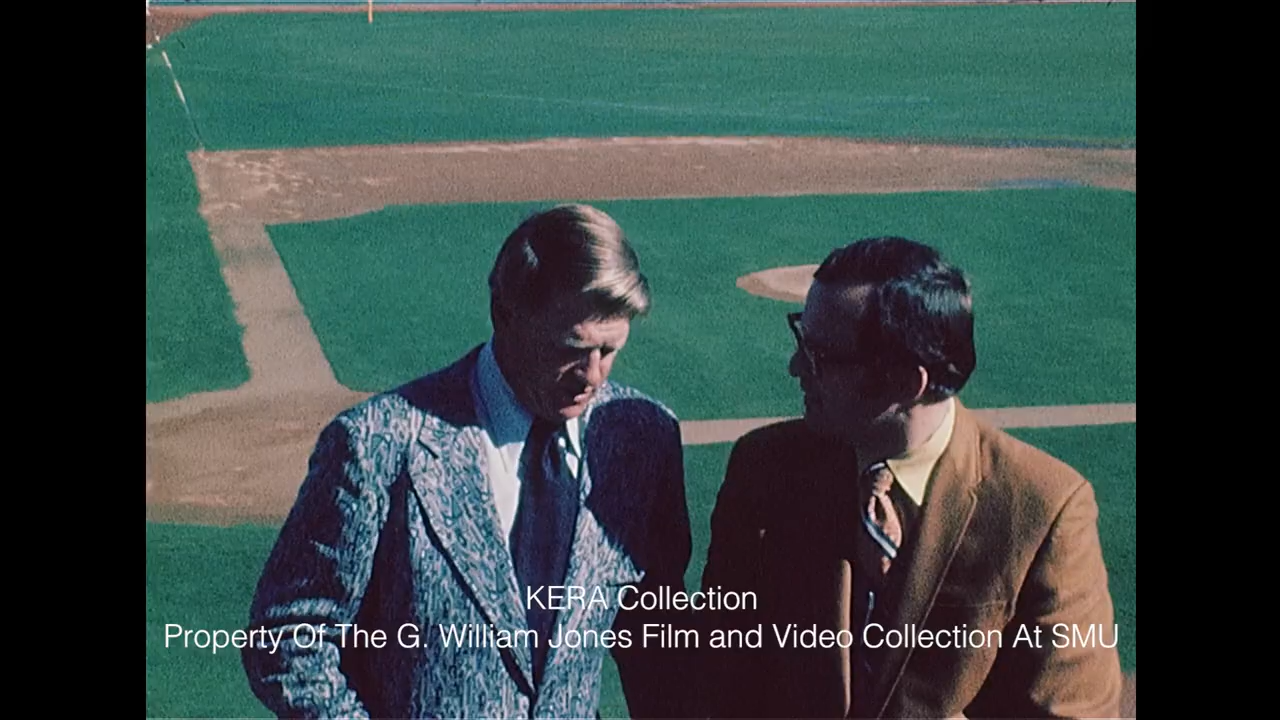 KERA Collection
Property Of The G. William Jones Film and Video Collection At SMU